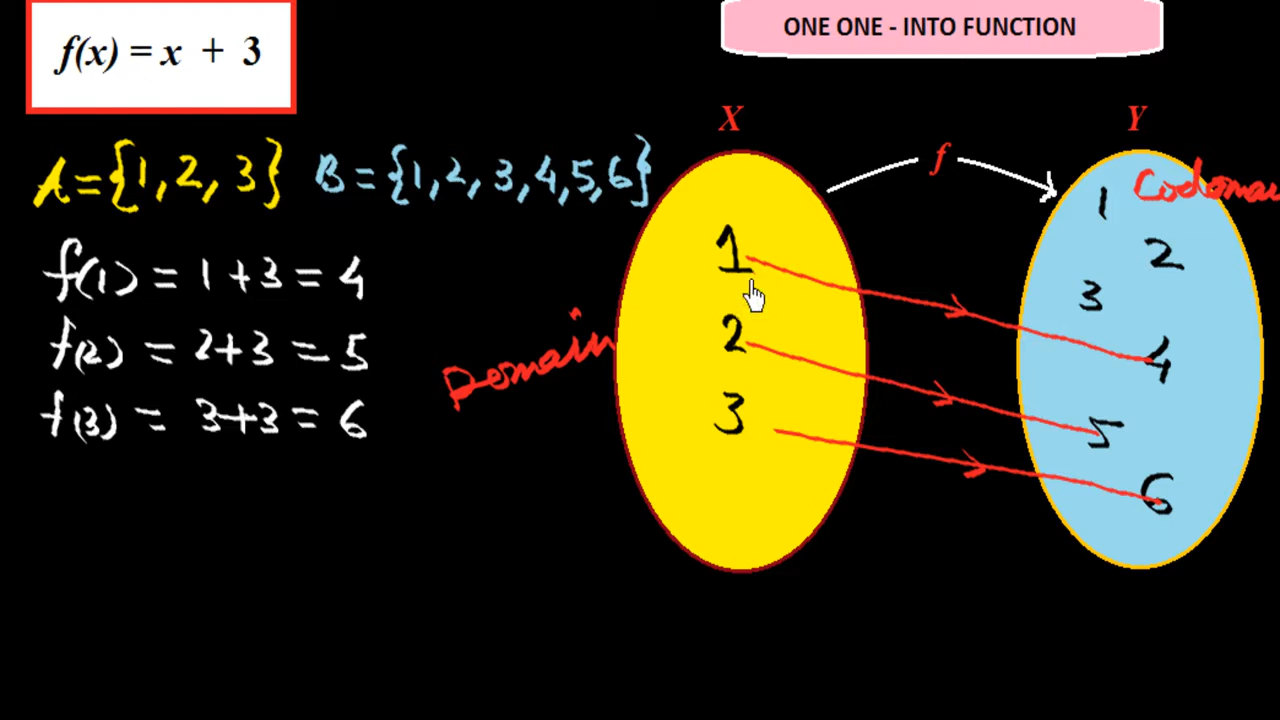 f(x) = x + 3
ONE ONE - INTO FUNCTION
A={1,2,3} B={1,2,3,4,5,6}
f(1) = 1+3 = 4
f(2) = 2+3 = 5
f(3) = 3+3 = 6
Domain
X
f
Y
Codomai
1
2
3
1
2
3
4
5
6